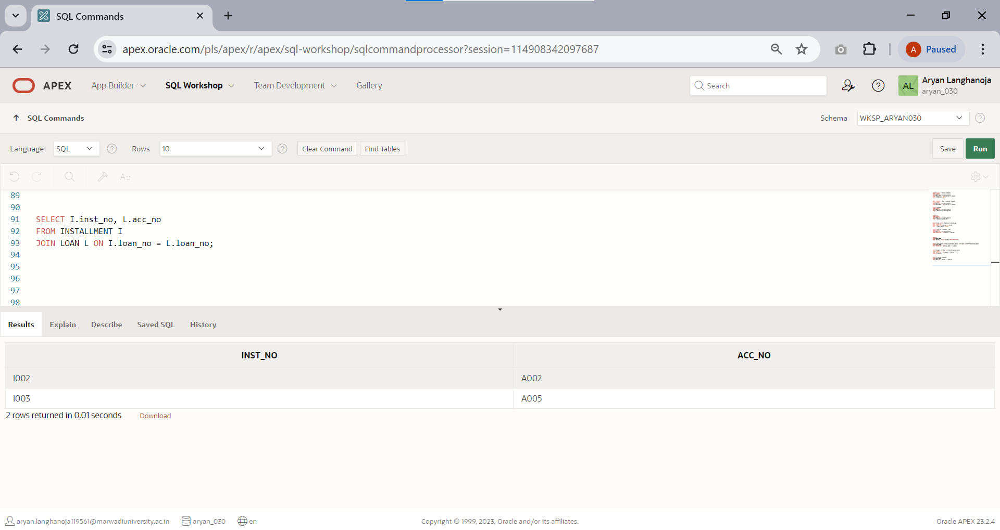 SQL Commands
apex.oracle.com/pls/apex/r/apex/sql-workshop/sqlcommandprocessor?session=114908342097687
A Paused
APEX App Builder SQL Workshop Team Development Gallery Search AL Aryan Langhanoja
aryan_030
SQL Commands Schema WKSP_ARYAN030
Language SQL Rows 10 Clear Command Find Tables Save Run
89
90
91 SELECT I.inst_no, L.acc_no
92 FROM INSTALLMENT I
93 JOIN LOAN L ON I.loan_no = L.loan_no;
94
95
96
97
98
Results Explain Describe Saved SQL History
INST_NO ACC_NO
I002 A002
I003 A005
2 rows returned in 0.01 seconds Download
aryan.langhanoja119561@marwadiuniversity.ac.in aryan_030 en Copyright © 1999, 2023, Oracle and/or its affiliates. Oracle APEX 23.2.4